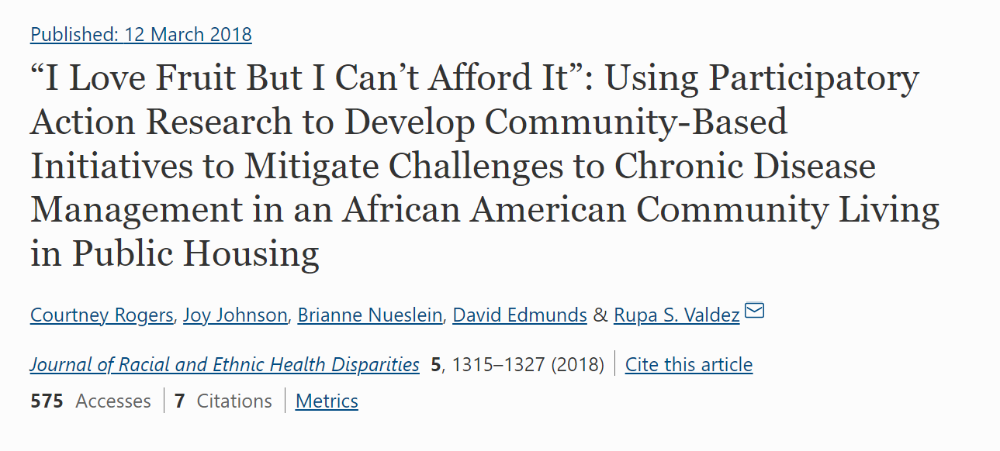 Published: 12 March 2018
“I Love Fruit But I Can’t Afford It”: Using Participatory
Action Research to Develop Community-Based
Initiatives to Mitigate Challenges to Chronic Disease
Management in an African American Community Living
in Public Housing
Courtney Rogers, Joy Johnson, Brianne Nueslein, David Edmunds & Rupa S. Valdez
Journal of Racial and Ethnic Health Disparities 5, 1315–1327 (2018) Cite this article
575 Accesses 7 Citations Metrics